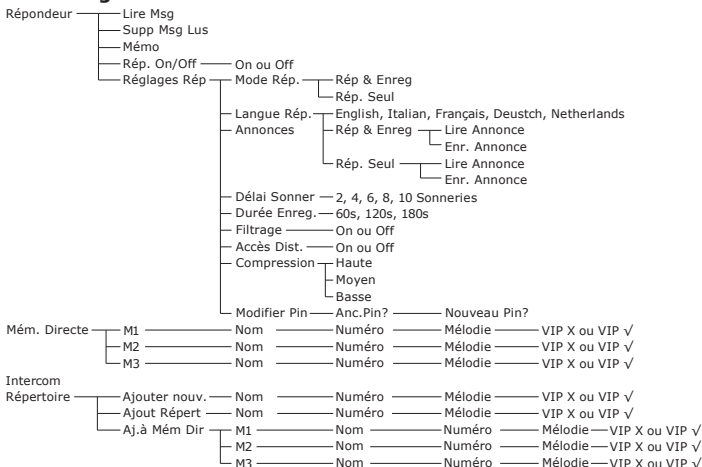 Répondeur Lire Msg
Supp Msg Lus
Mémo
Rép. On/Off On ou Off
Réglages Rép Mode Rép. Rép & Enreg
Rép. Seul
Langue Rép. English, Italian, Français, Deustch, Netherlands
Annonces Rép & Enreg Lire Annonce
Enr. Annonce
Rép. Seul Lire Annonce
Enr. Annonce
Délai Sonner 2, 4, 6, 8, 10 Sonneries
Durée Enreg. 60s, 120s, 180s
Filtrage On ou Off
Accès Dist. On ou Off
Compression Haute
Moyen
Basse
Modifier Pin Anc.Pin? Nouveau Pin?
Mém. Directe M1 Nom Numéro Mélodie VIP X ou VIP √
M2 Nom Numéro Mélodie VIP X ou VIP √
M3 Nom Numéro Mélodie VIP X ou VIP √
Intercom
Répertoire Ajouter nouv. Nom Numéro Mélodie VIP X ou VIP √
Ajout Répert Nom Numéro Mélodie VIP X ou VIP √
Aj.à Mém Dir M1 Nom Numéro Mélodie VIP X ou VIP √
M2 Nom Numéro Mélodie VIP X ou VIP √
M3 Nom Numéro Mélodie VIP X ou VIP √